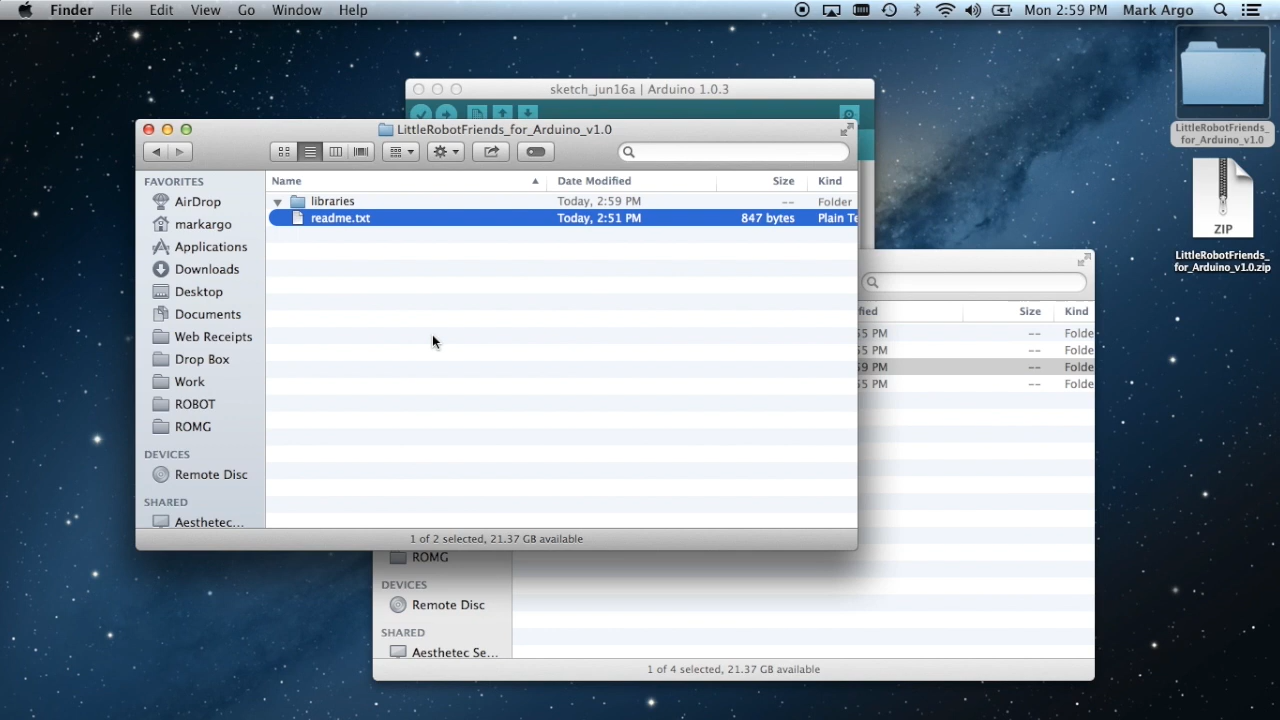 Finder File Edit View Go Window Help Mon 2:59 PM Mark Argo
sketch_jun16a | Arduino 1.0.3
LittleRobotFriends_for_Arduino_v1.0
FAVORITES
AirDrop
markargo
Applications
Downloads
Desktop
Documents
Web Receipts
Drop Box
Work
ROBOT
ROMG
DEVICES
Remote Disc
SHARED
Aesthetec...
Name Date Modified Size Kind
libraries Today, 2:59 PM -- Folder
readme.txt Today, 2:51 PM 847 bytes Plain Te
1 of 2 selected, 21.37 GB available
fied Size Kind
55 PM -- Folde
55 PM -- Folde
59 PM -- Folde
55 PM -- Folde
ROMG
DEVICES
Remote Disc
SHARED
Aesthetec Se...
1 of 4 selected, 21.37 GB available
LittleRobotFriends_
for_Arduino_v1.0
ZIP
LittleRobotFriends_
for_Arduino_v1.0.zip